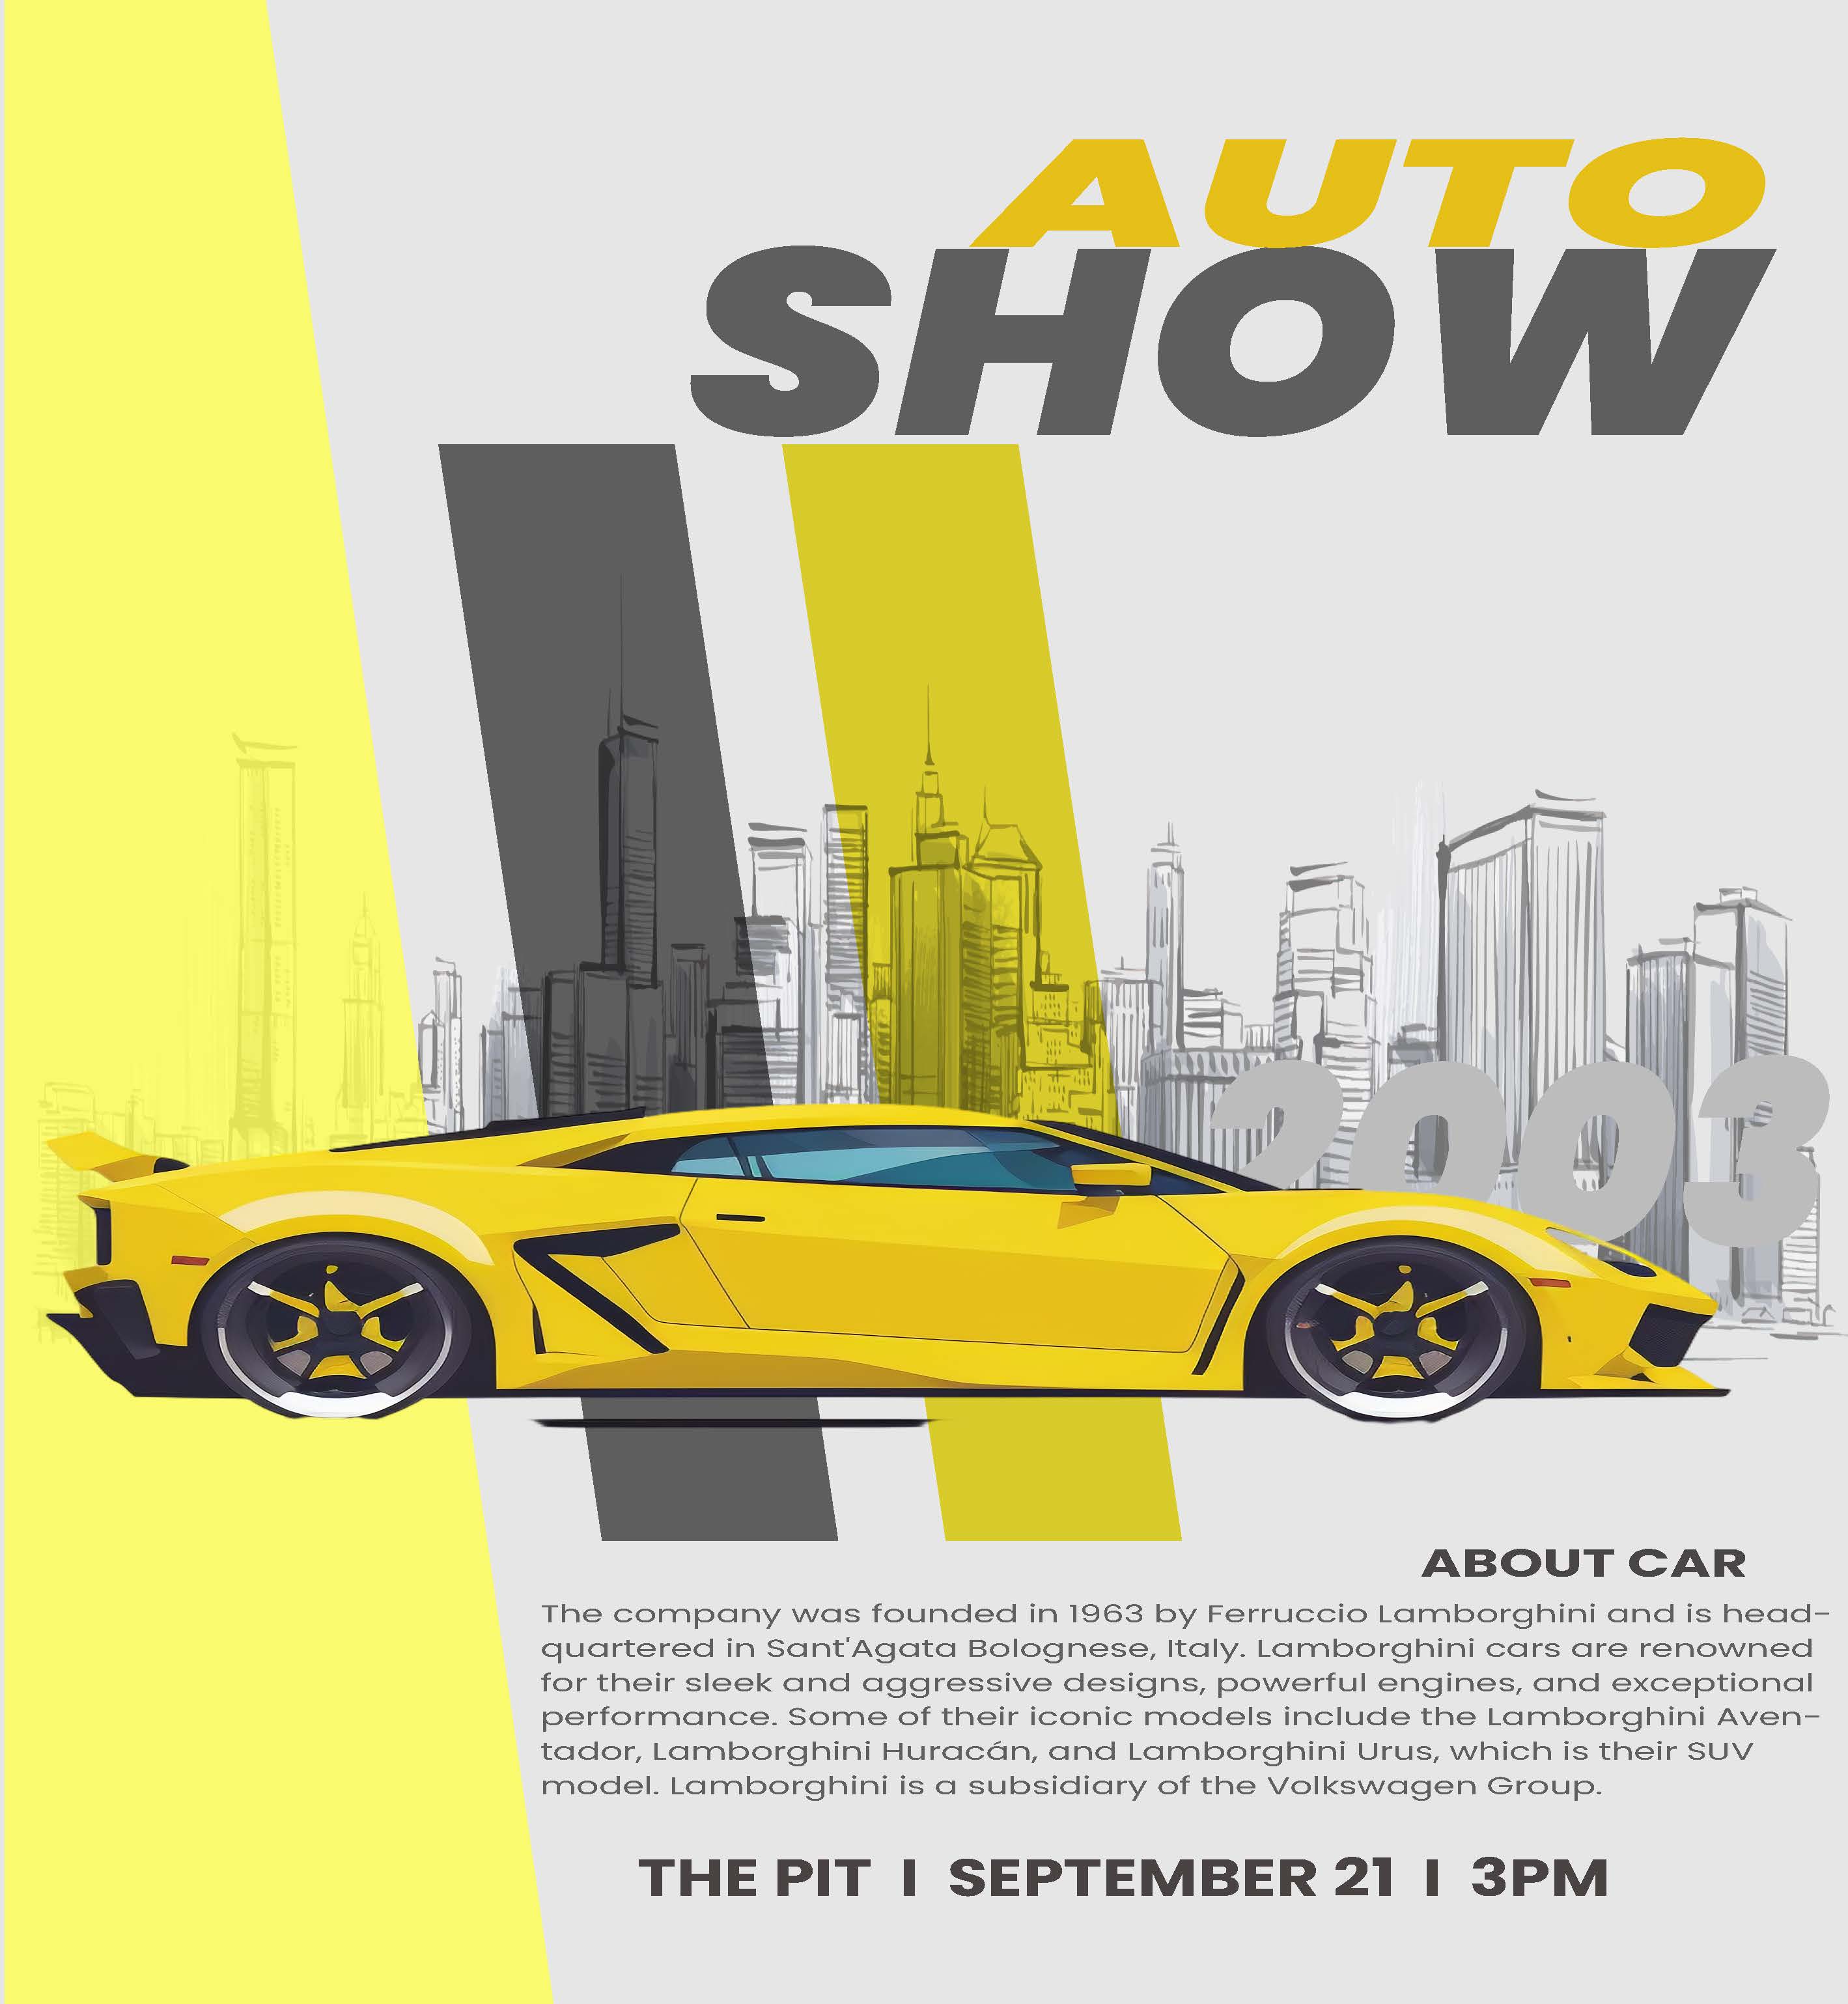 AUTO
SHOW
2003
ABOUT CAR
The company was founded in 1963 by Ferruccio Lamborghini and is head-
quartered in Sant'Agata Bolognese, Italy. Lamborghini cars are renowned
for their sleek and aggressive designs, powerful engines, and exceptional
performance. Some of their iconic models include the Lamborghini Aven-
tador, Lamborghini Huracán, and Lamborghini Urus, which is their SUV
model. Lamborghini is a subsidiary of the Volkswagen Group.
THE PIT I SEPTEMBER 21 I 3PM